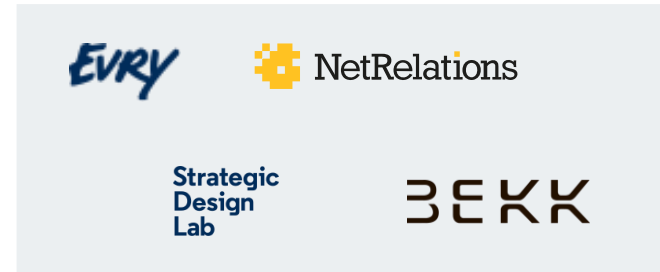 EVRY
NetRelations
Strategic
Design
Lab
BEKK